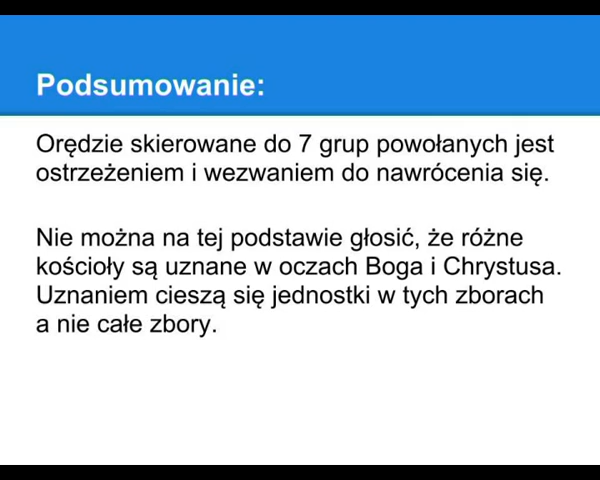 Podsumowanie:
Orędzie skierowane do 7 grup powołanych jest
ostrzeżeniem i wezwaniem do nawrócenia się.
Nie można na tej podstawie głosić, że różne
kościoły są uznane w oczach Boga i Chrystusa.
Uznaniem cieszą się jednostki w tych zborach
a nie całe zbory.